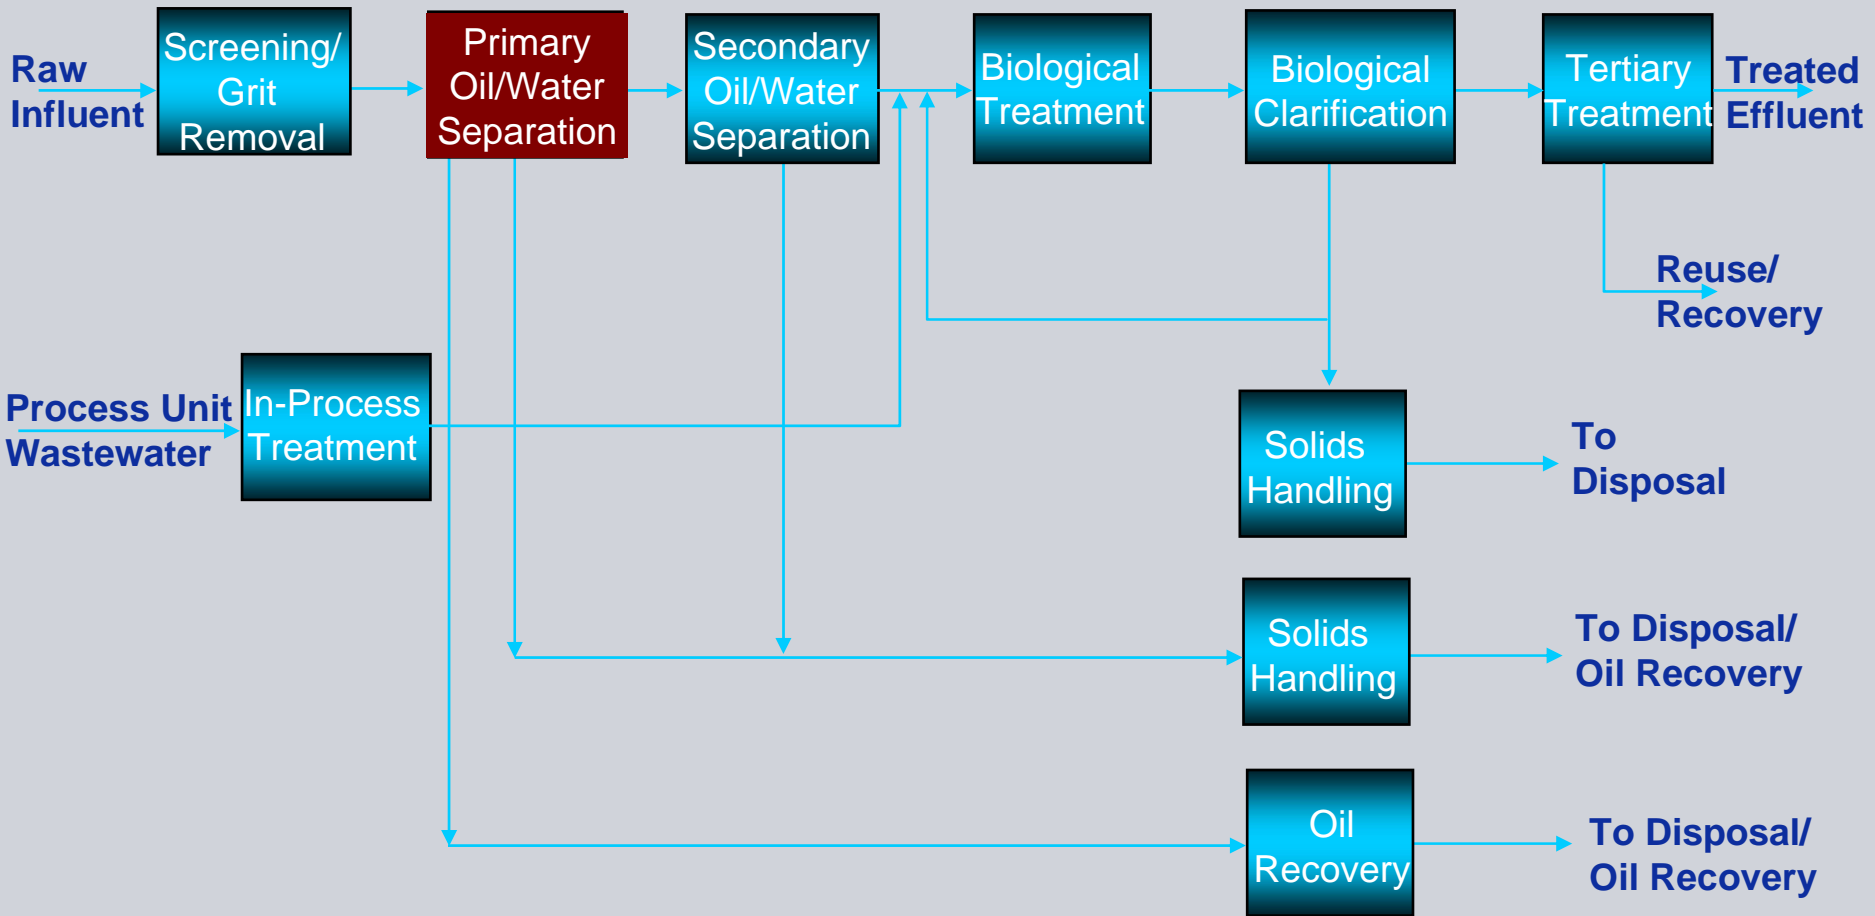 Raw
Influent
Screening/
Grit
Removal
Primary
Oil/Water
Separation
Secondary
Oil/Water
Separation
Biological
Treatment
Biological
Clarification
Tertiary
Treatment
Treated
Effluent
Reuse/
Recovery
Process Unit
Wastewater
In-Process
Treatment
Solids
Handling
To
Disposal
Solids
Handling
To Disposal/
Oil Recovery
Oil
Recovery
To Disposal/
Oil Recovery